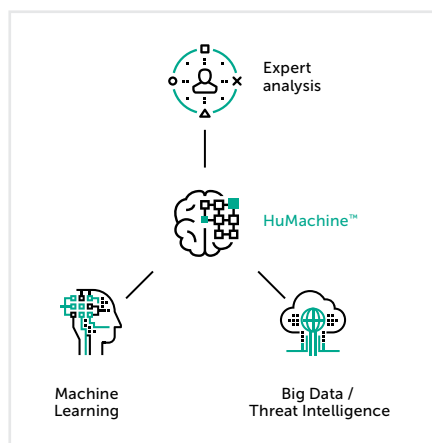 Expert
analysis
HuMachine™
Machine
Learning
Big Data /
Threat Intelligence